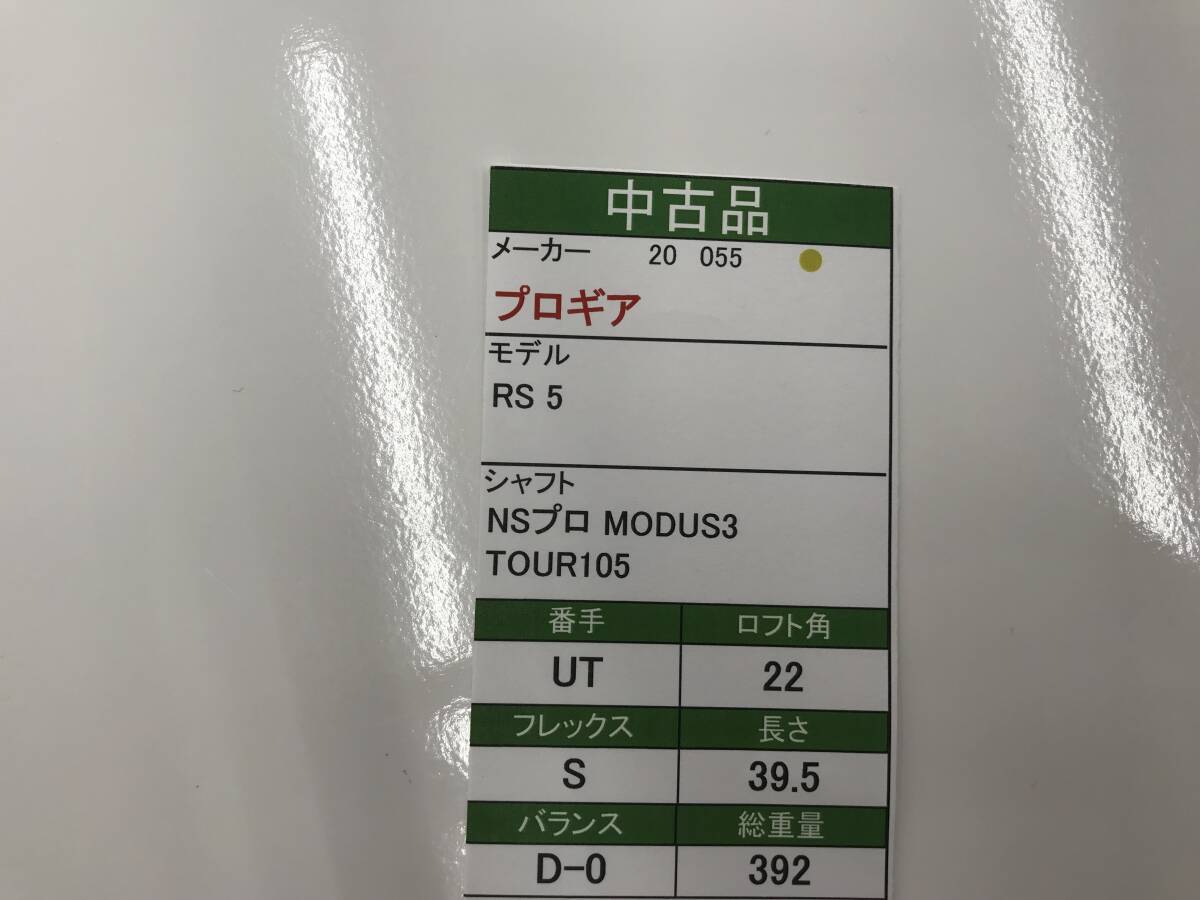 中古品
メーカー 20 055
プロギア
モデル
RS 5
シャフト
NSプロ MODUS3
TOUR105
番手 ロフト角
UT 22
フレックス 長さ
S 39.5
バランス 総重量
D-0 392